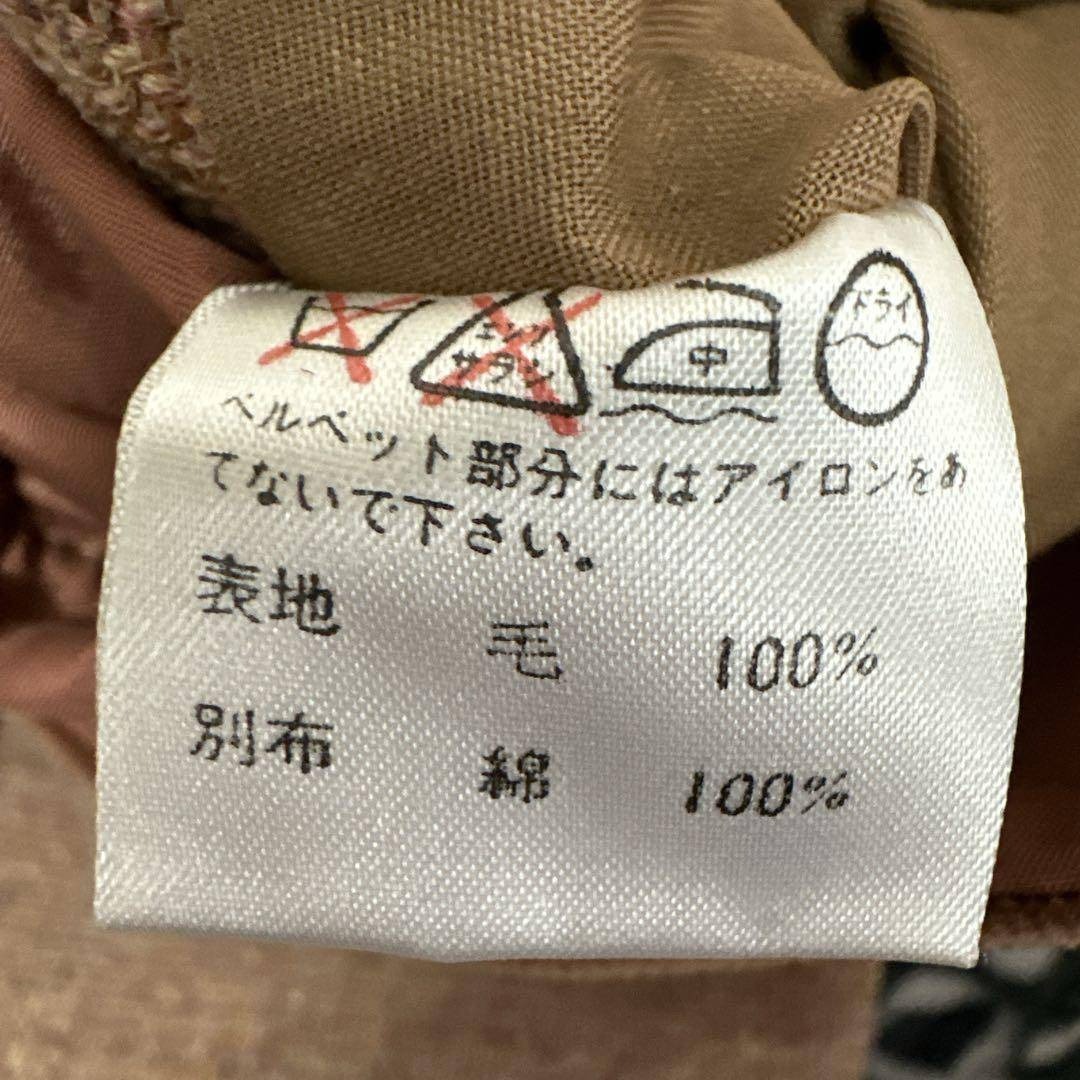 エンソ
サラシ
中
ドライ
ベルベット部分にはアイロンをあ
てないで下さい。
表地 毛 100%
別布 綿 100%